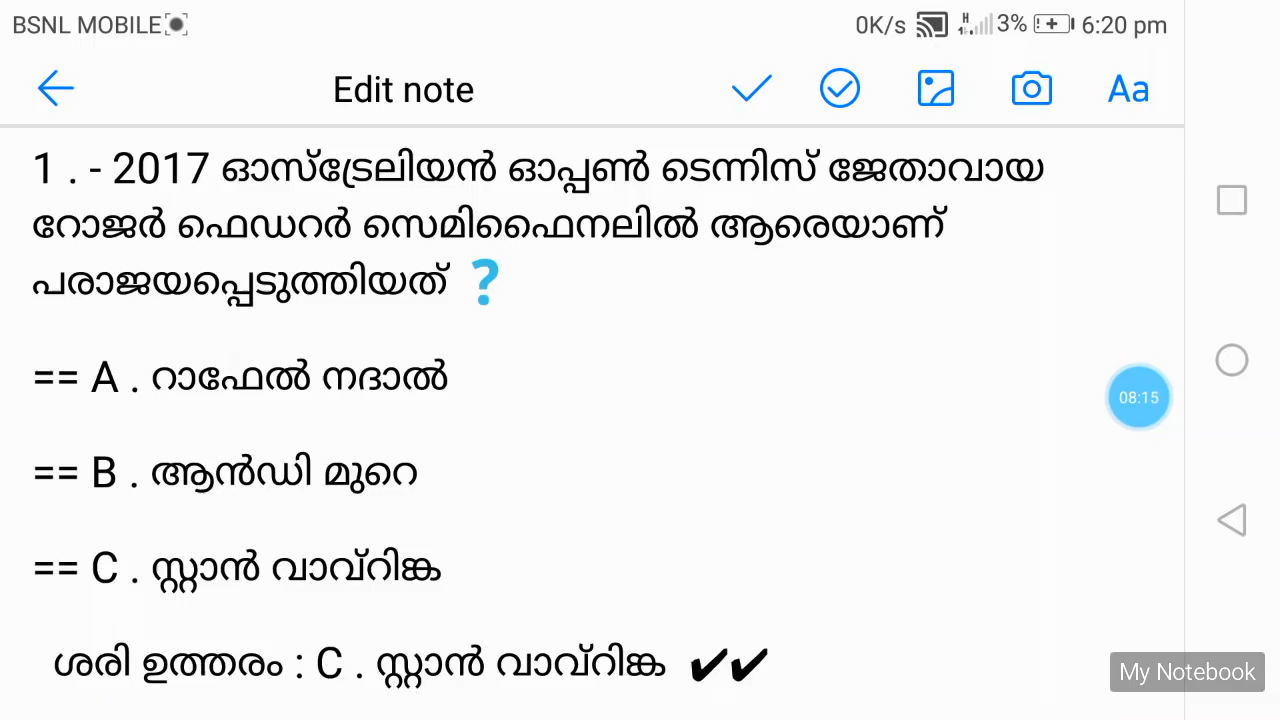 BSNL MOBILE 0K/s H 3% 6:20 pm
Edit note Aa
1 . - 2017 ഓസ്ട്രേലിയൻ ഓപ്പൺ ടെന്നിസ് ജേതാവായ
റോജർ ഫെഡറർ സെമിഫൈനലിൽ ആരെയാണ്
പരാജയപ്പെടുത്തിയത് ❓
== A . റാഫേൽ നദാൽ
== B . ആൻഡി മുറെ
08:15
== C . സ്റ്റാൻ വാവ്റിങ്ക
ശരി ഉത്തരം : C . സ്റ്റാൻ വാവ്റിങ്ക ✔✔
My Notebook